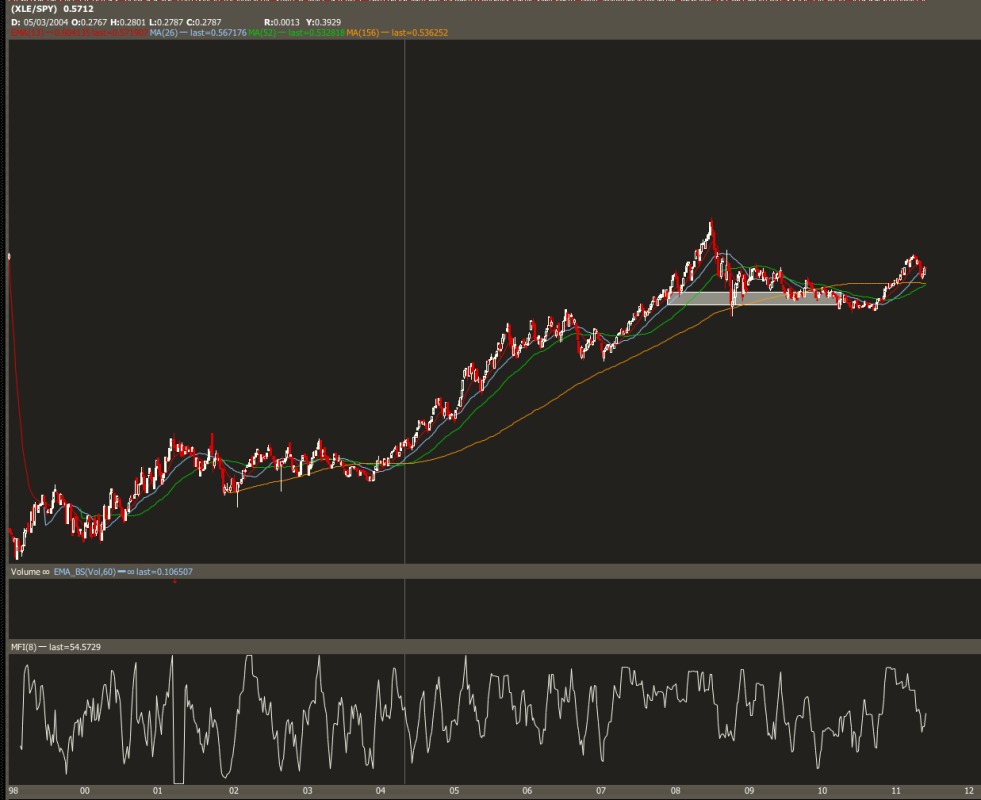 (XLE/SPY) 0.5712
D: 05/03/2004 O:0.2767 H:0.2801 L:0.2787 C:0.2787 R:0.0013 Y:0.3929
MA(26) — last=0.567176 MA(52) — last=0.532818 MA(156) — last=0.536252
Volume ∞ EMA_BS(Vol,60) — ∞ last=0.106507
MFI(8) — last=54.5729
98 00 01 02 03 04 05 06 07 08 09 10 11 12